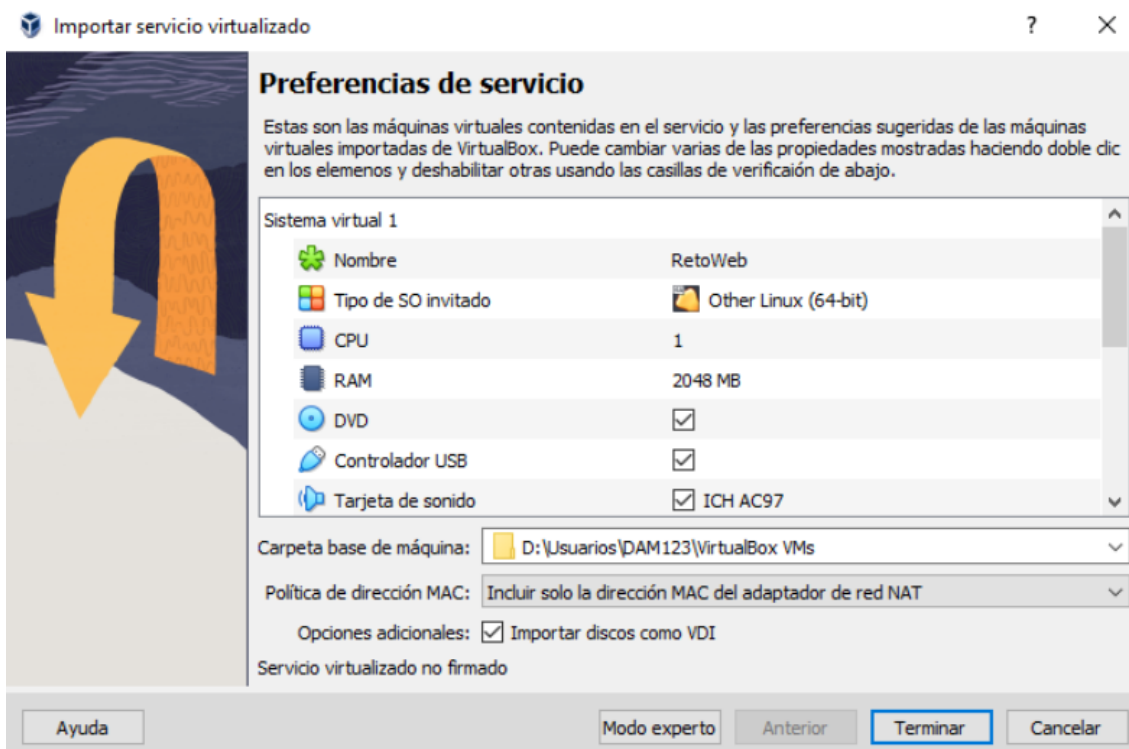 Importar servicio virtualizado
Preferencias de servicio
Estas son las máquinas virtuales contenidas en el servicio y las preferencias sugeridas de las máquinas
virtuales importadas de VirtualBox. Puede cambiar varias de las propiedades mostradas haciendo doble clic
en los elemenos y deshabilitar otras usando las casillas de verificaión de abajo.
Sistema virtual 1
Nombre RetoWeb
Tipo de SO invitado Other Linux (64-bit)
CPU 1
RAM 2048 MB
DVD
Controlador USB
Tarjeta de sonido ICH AC97
Carpeta base de máquina: D:\Usuarios\DAM123\VirtualBox VMs
Política de dirección MAC: Incluir solo la dirección MAC del adaptador de red NAT
Opciones adicionales: Importar discos como VDI
Servicio virtualizado no firmado
Ayuda Modo experto Anterior Terminar Cancelar